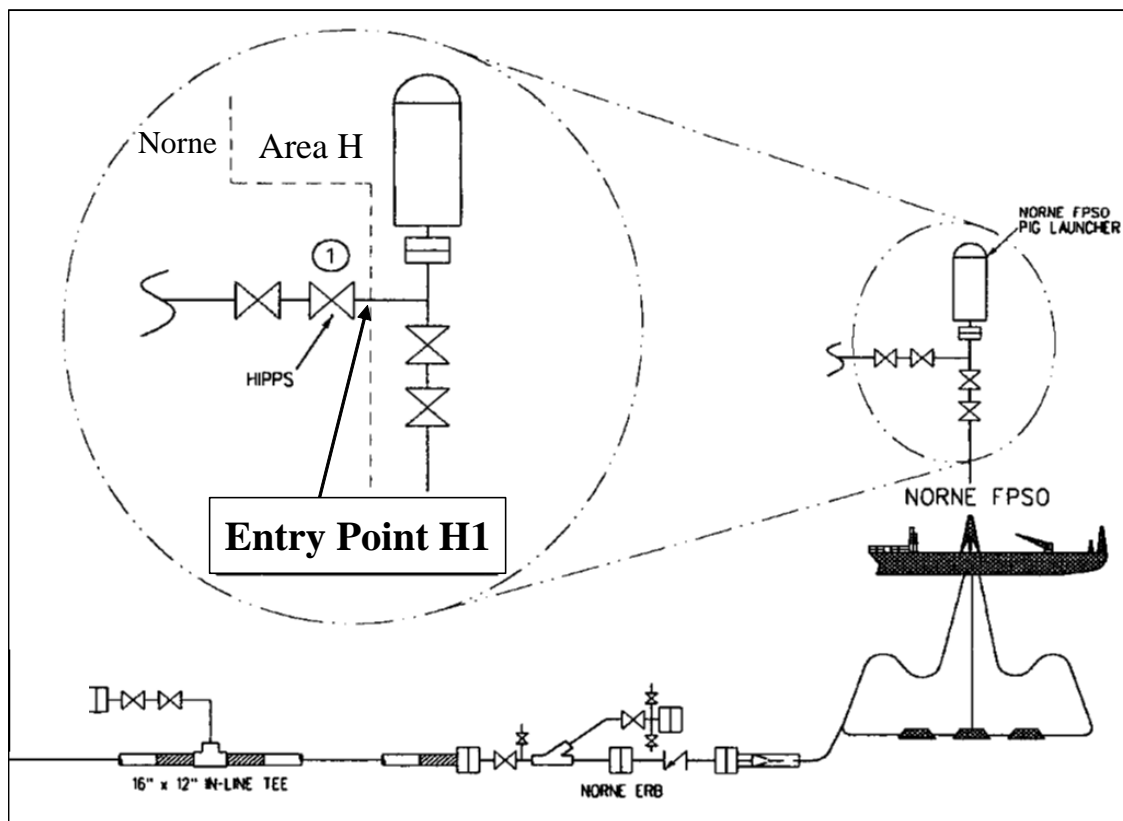 Norne
Area H
1
HIPPS
Entry Point H1
NORNE FPSO
PIG LAUNCHER
NORNE FPSO
16" x 12" IN-LINE TEE
NORNE ERB